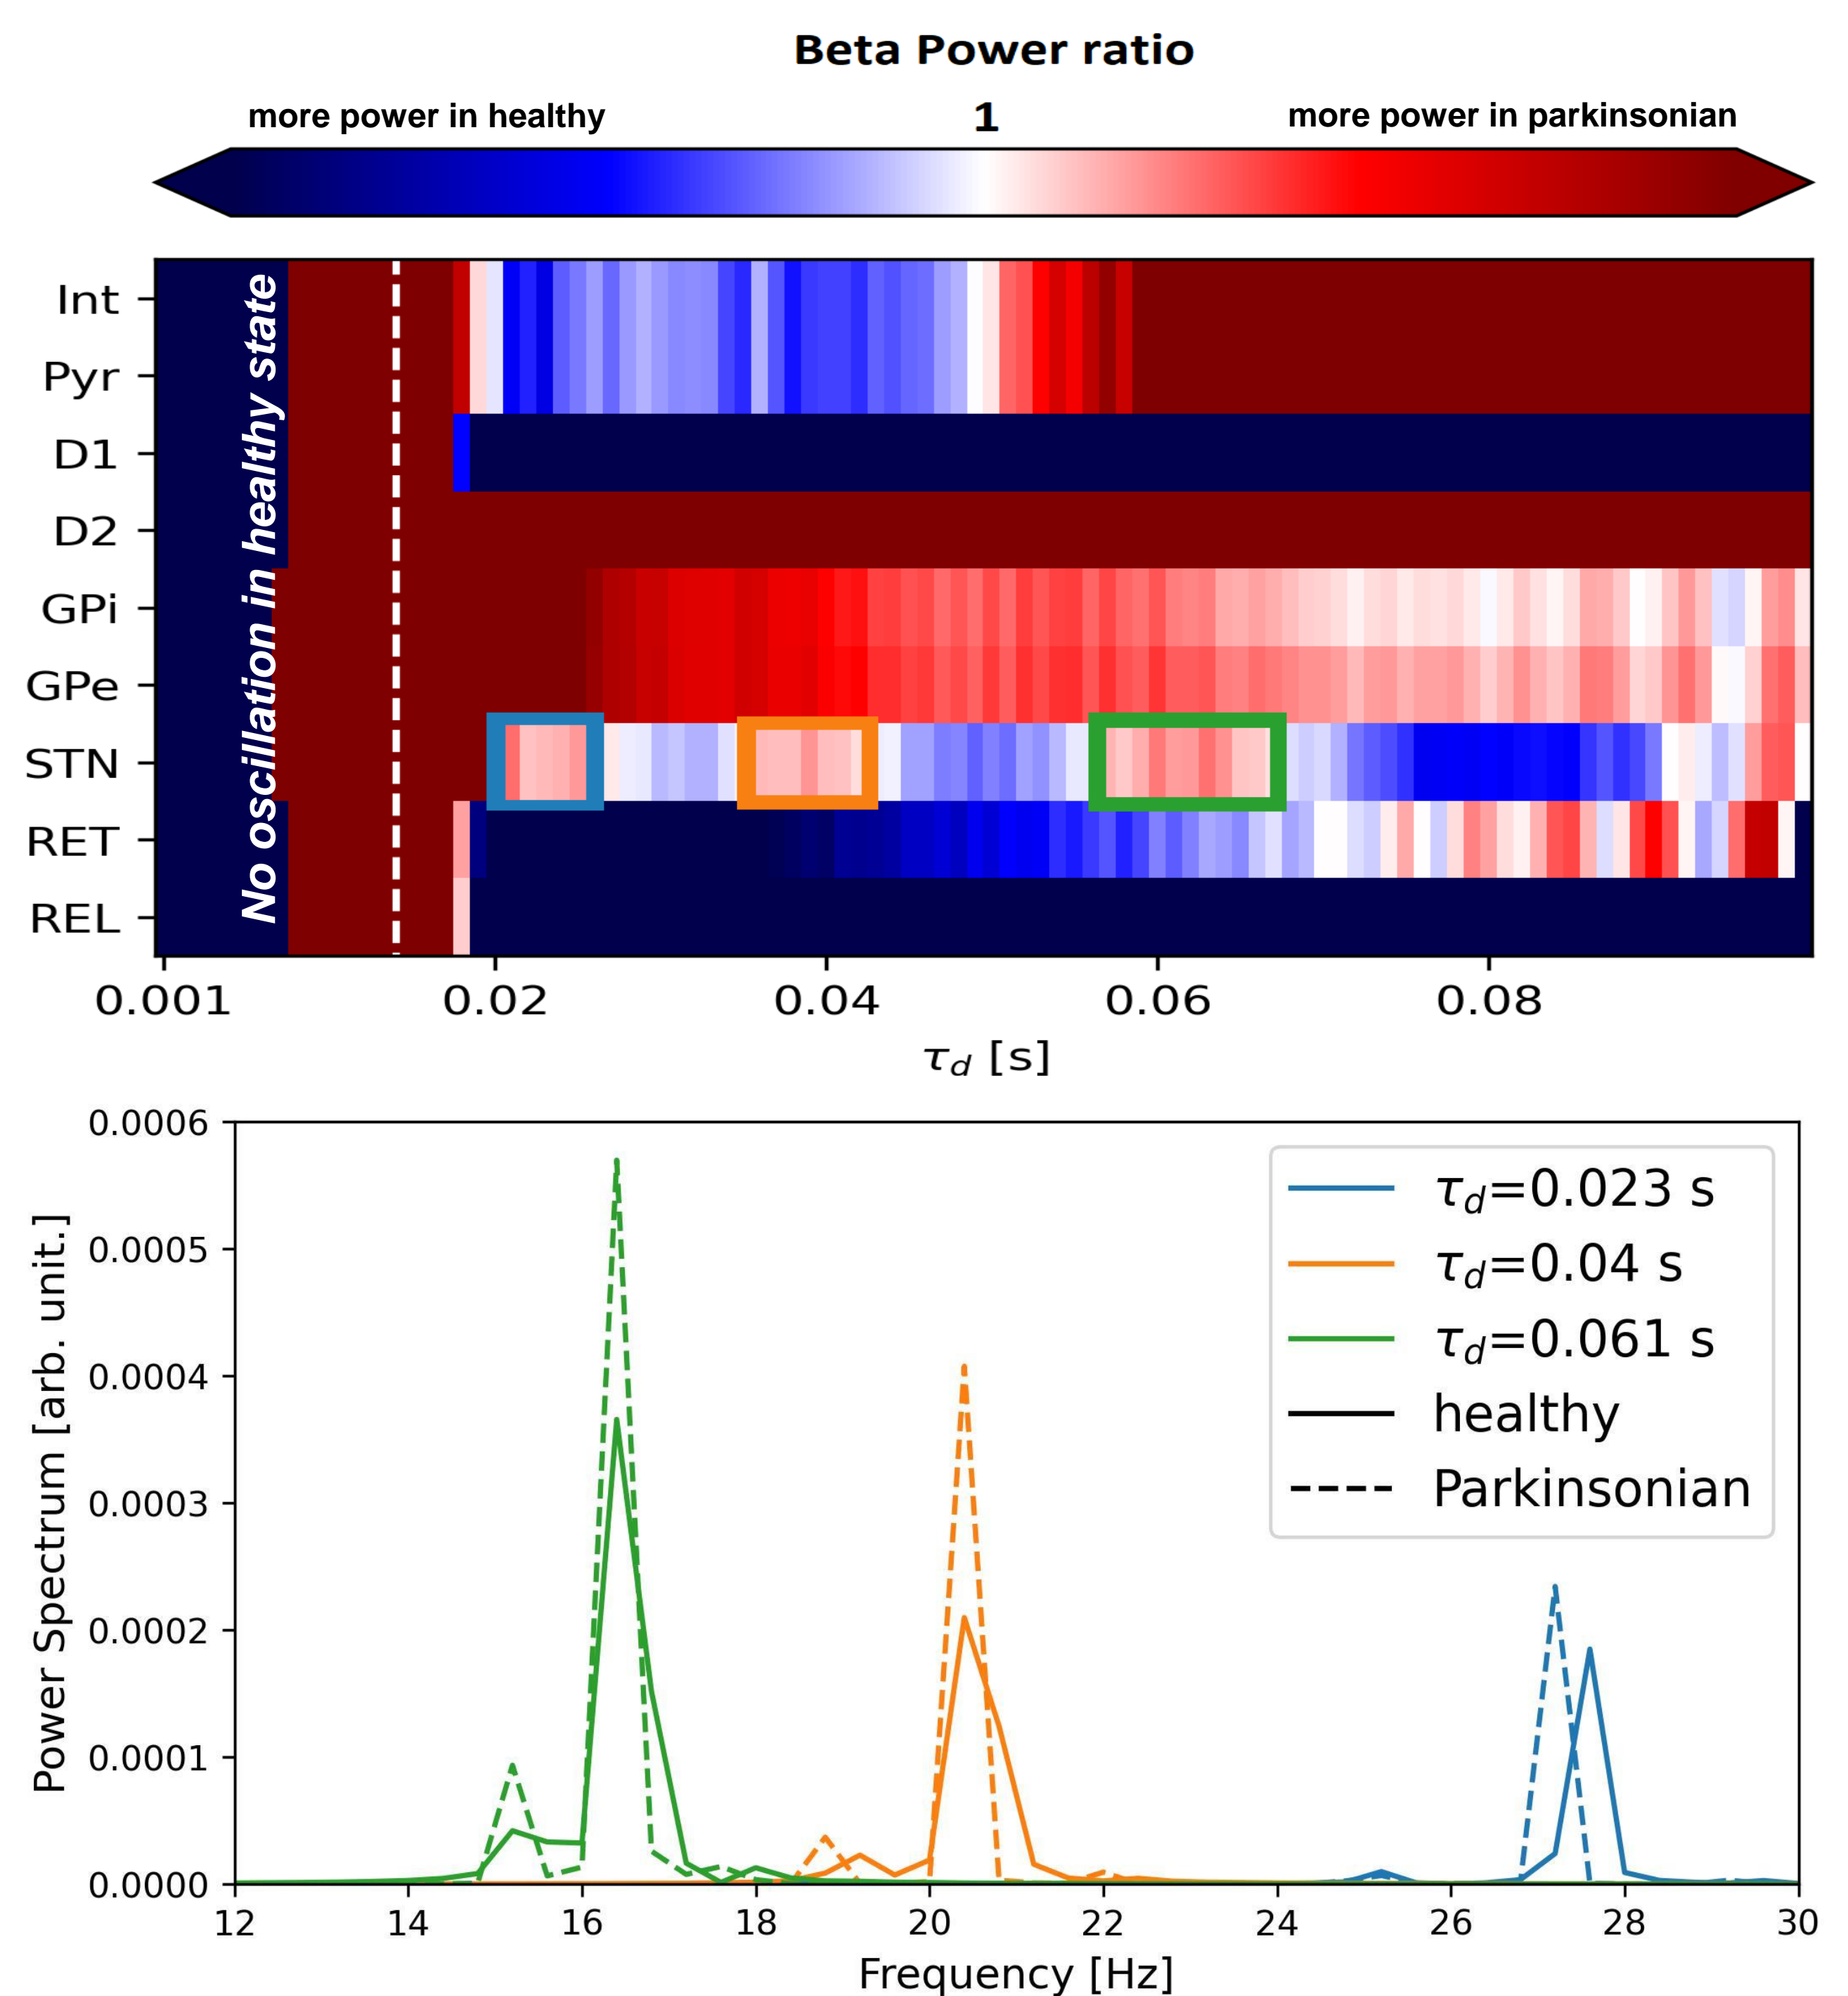 Beta Power ratio
more power in healthy 1 more power in parkinsonian
Int
Pyr
D1
D2
GPi
GPe
STN
RET
REL
No oscillation in healthy state
0.001 0.02 0.04 0.06 0.08
τd [s]
0.0006
0.0005
0.0004
0.0003
0.0002
0.0001
0.0000
Power Spectrum [arb. unit.]
τd=0.023 s
τd=0.04 s
τd=0.061 s
healthy
Parkinsonian
12 14 16 18 20 22 24 26 28 30
Frequency [Hz]